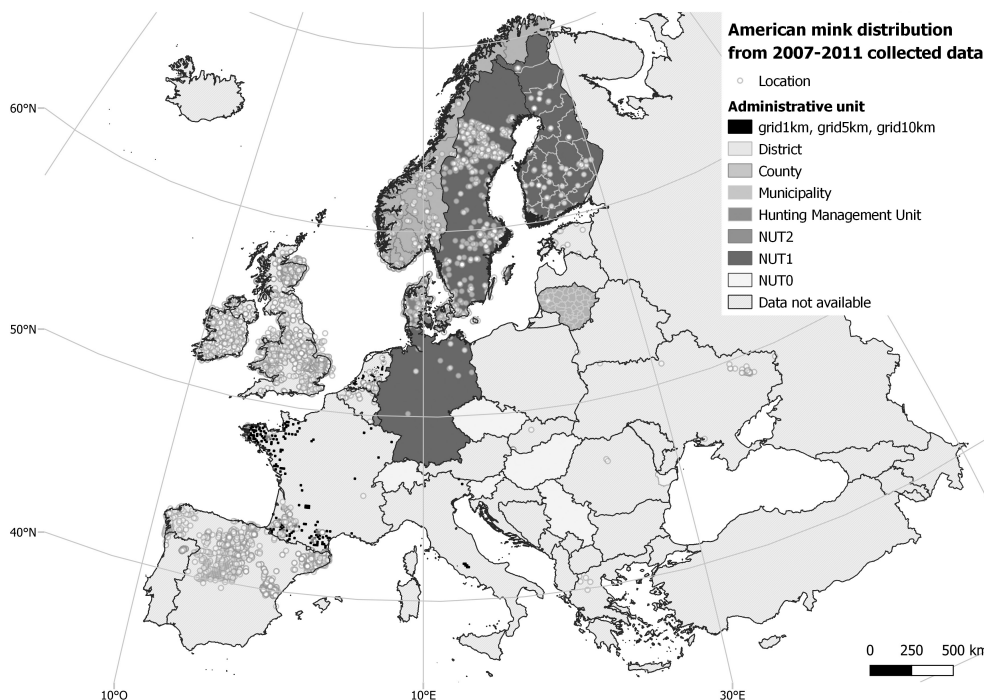 American mink distribution
from 2007-2011 collected data
Location
Administrative unit
grid1km, grid5km, grid10km
District
County
Municipality
Hunting Management Unit
NUT2
NUT1
NUT0
Data not available
60°N
50°N
40°N
0 250 500 km
10°O 10°E 30°E